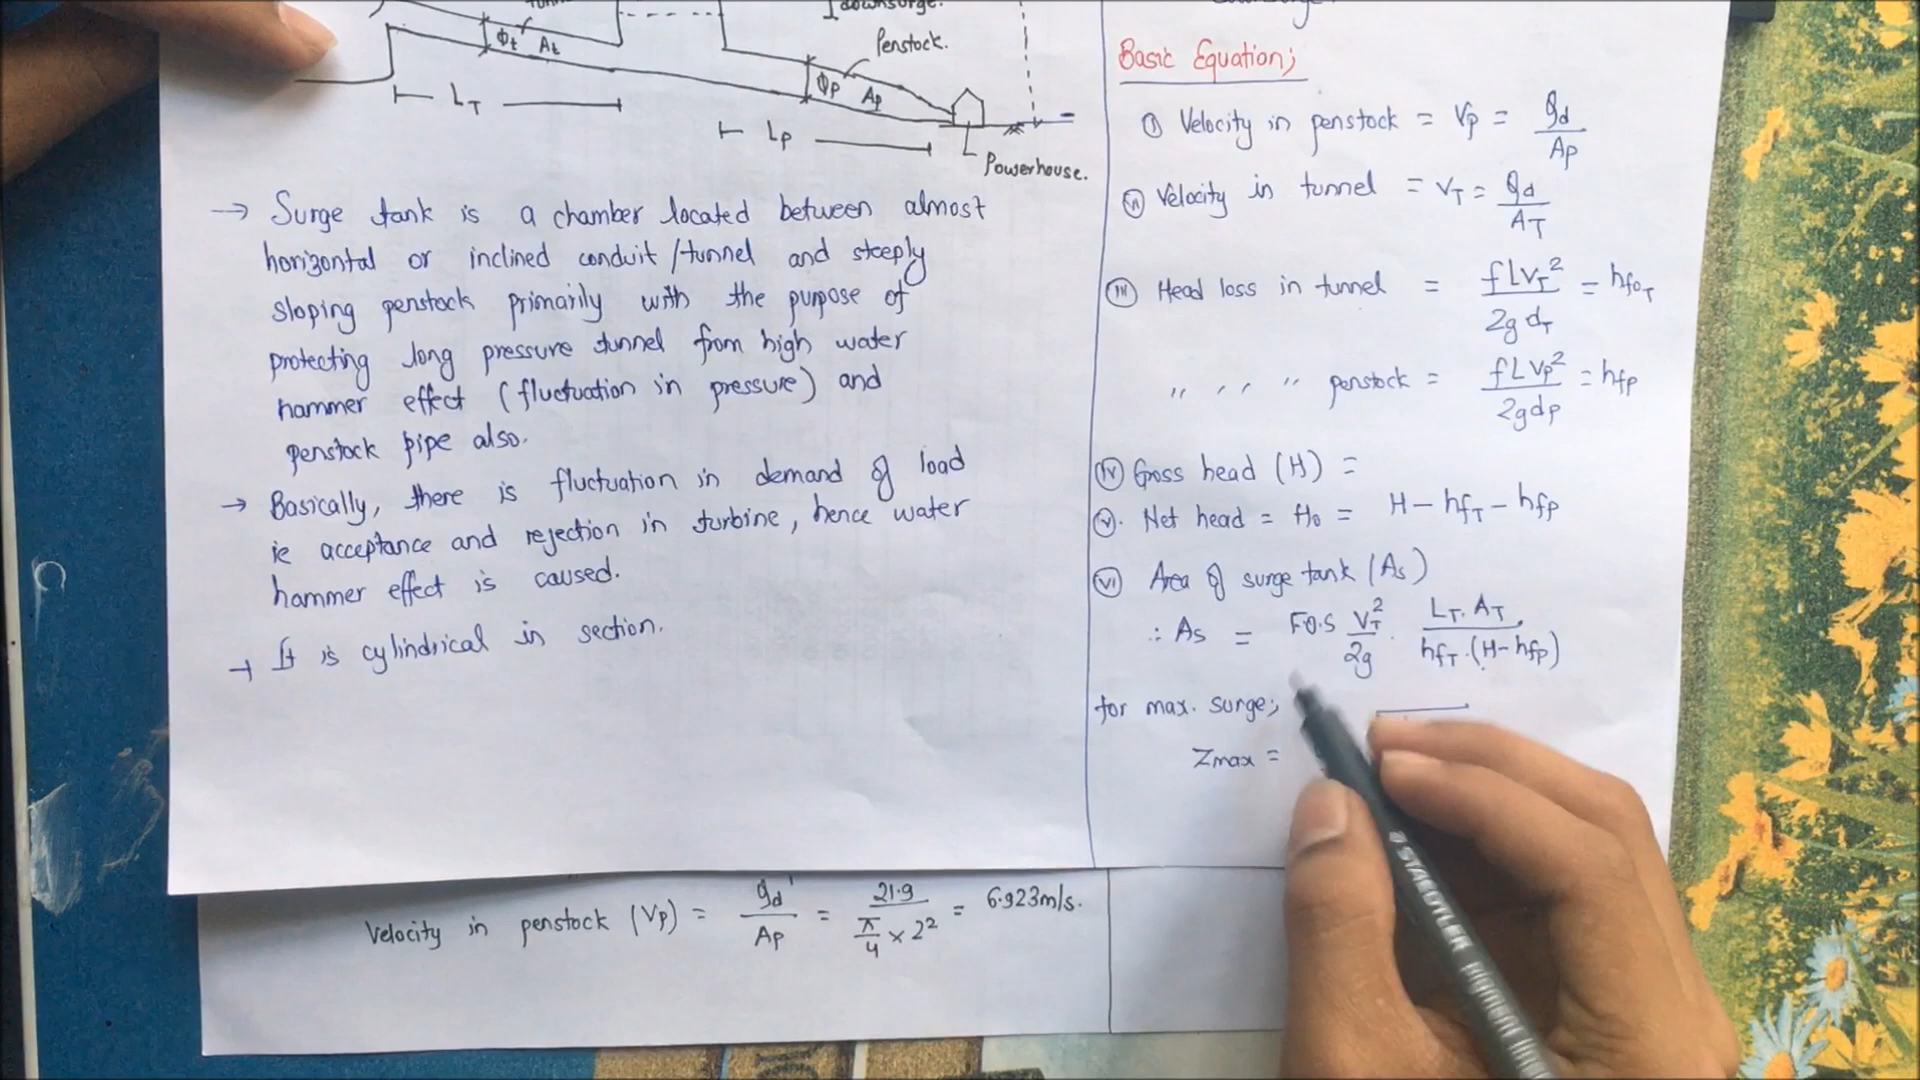 downsurge.
Φt At
Penstock.
Φp Ap
LT
Lp
Powerhouse.
→ Surge tank is a chamber located between almost
horizontal or inclined conduit/tunnel and steeply
sloping penstock primarily with the purpose of
protecting long pressure tunnel from high water
hammer effect (fluctuation in pressure) and
penstock pipe also.
→ Basically, there is fluctuation in demand of load
ie acceptance and rejection in turbine, hence water
hammer effect is caused.
→ It is cylindrical in section.
Basic Equation;
(I) Velocity in penstock = Vp = Qd / Ap
(II) Velocity in tunnel = VT = Qd / AT
(III) Head loss in tunnel = fLVT² / 2g dT = hfoT
,, ,, ,, penstock = fLVp² / 2gdp = hfp
(IV) Gross head (H) =
(V). Net head = Ho = H - hfT - hfp
(VI) Area of surge tank (As)
∴ As = F.O.S VT² / 2g . LT. AT / hfT.(H-hfp)
for max. surge;
Zmax =
Velocity in penstock (Vp) = Qd / Ap = 21.9 / π/4 × 2² = 6.923m/s.
STAEDTLER